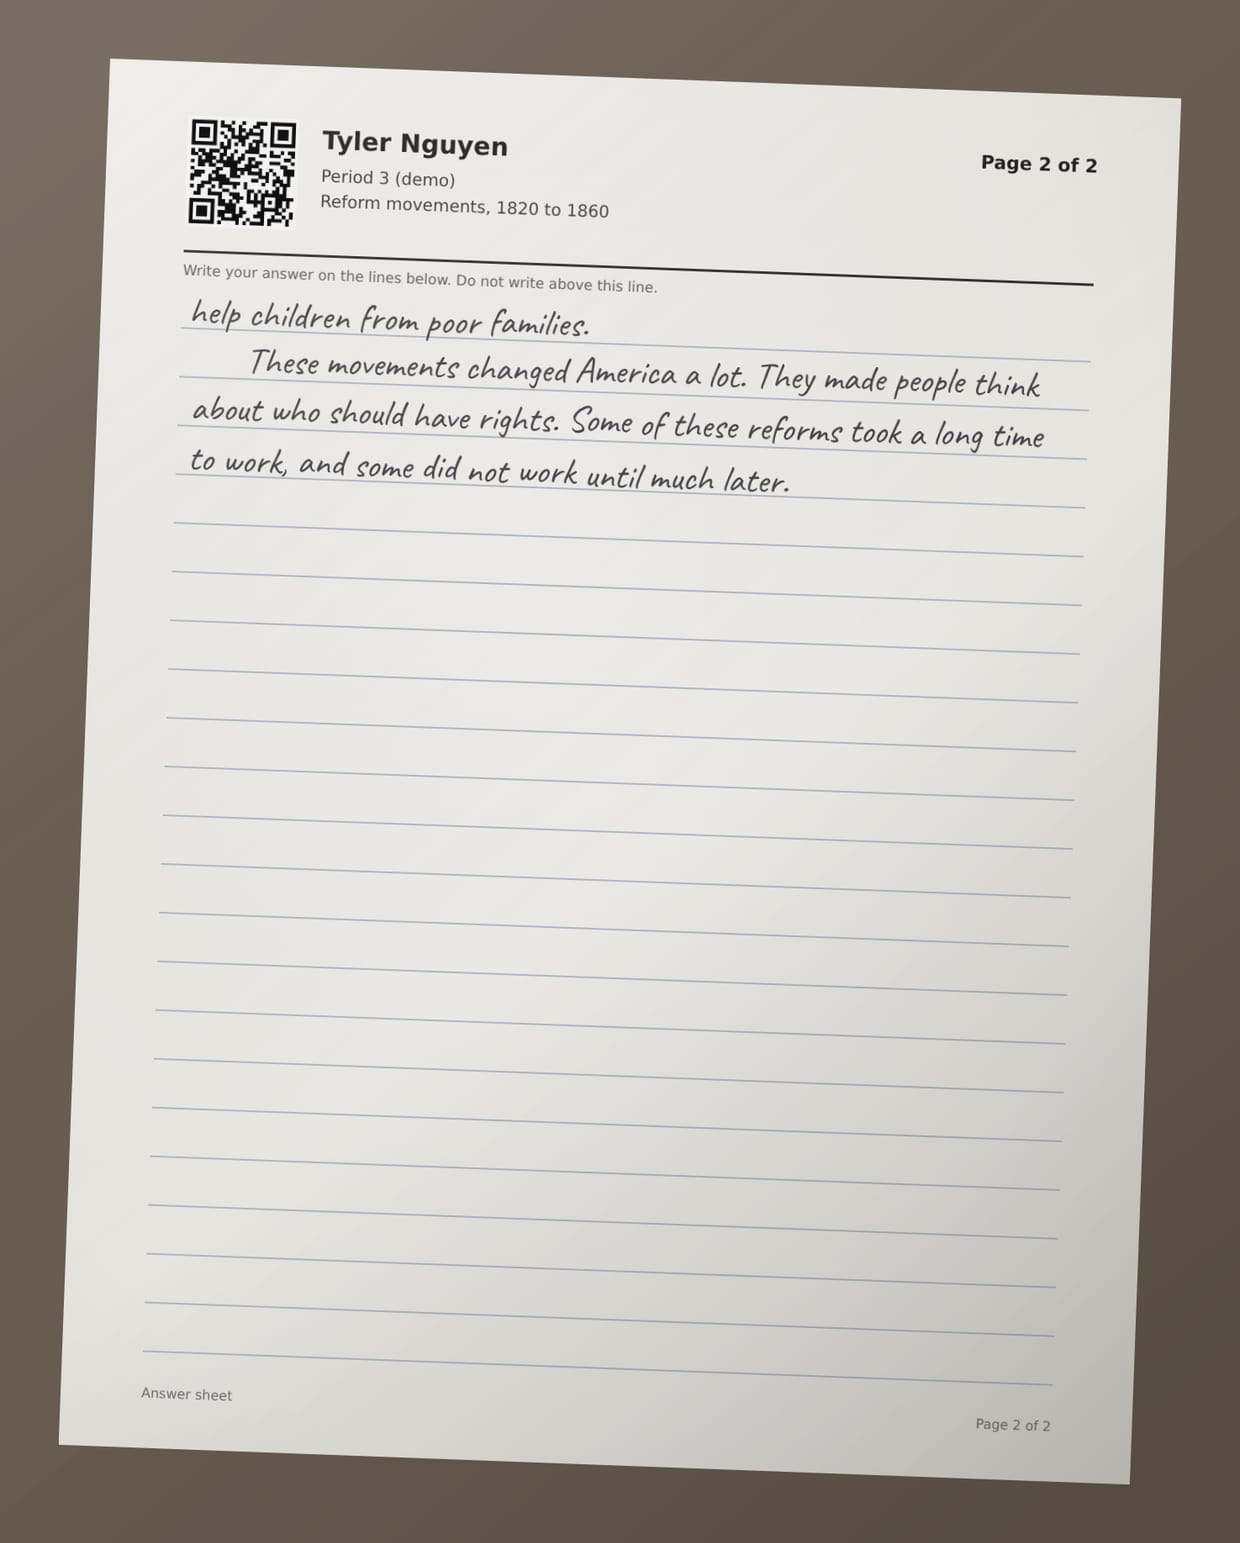 Tyler Nguyen
Page 2 of 2
Period 3 (demo)
Reform movements, 1820 to 1860
Write your answer on the lines below. Do not write above this line.
help children from poor families.
These movements changed America a lot. They made people think
about who should have rights. Some of these reforms took a long time
to work, and some did not work until much later.
Answer sheet
Page 2 of 2